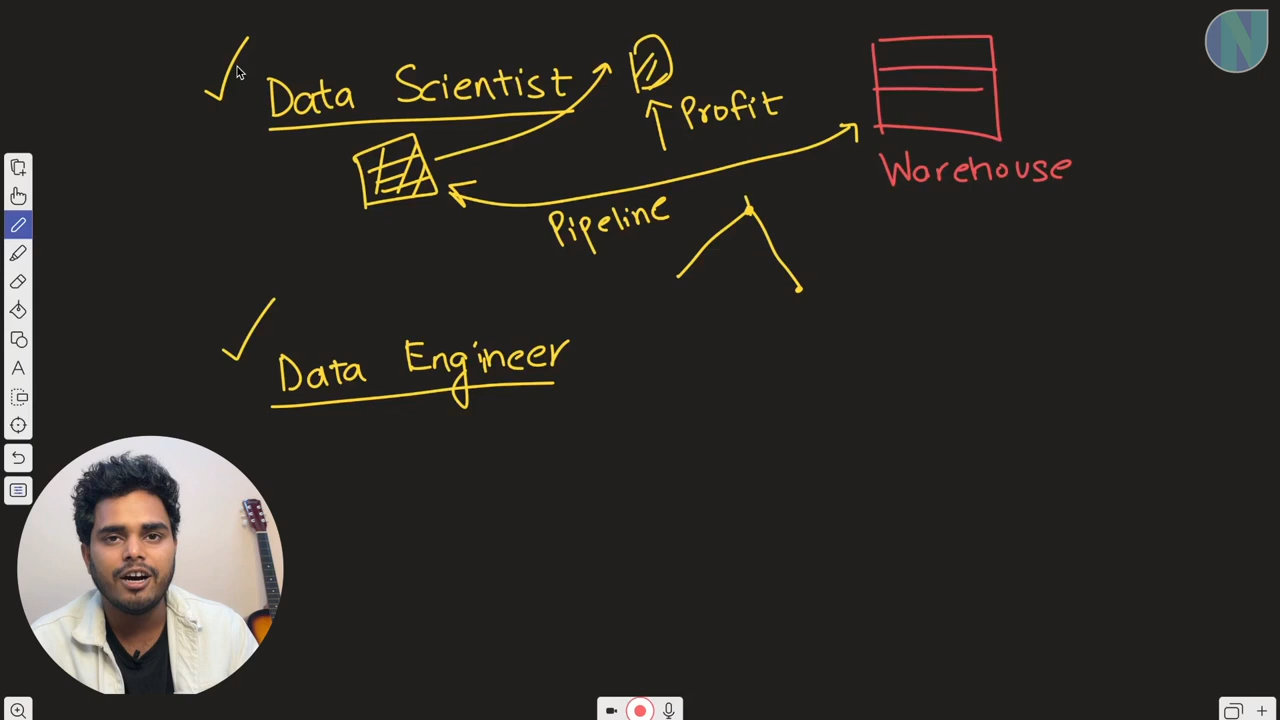 Data Scientist
Profit
Warehouse
Pipeline
Data Engineer